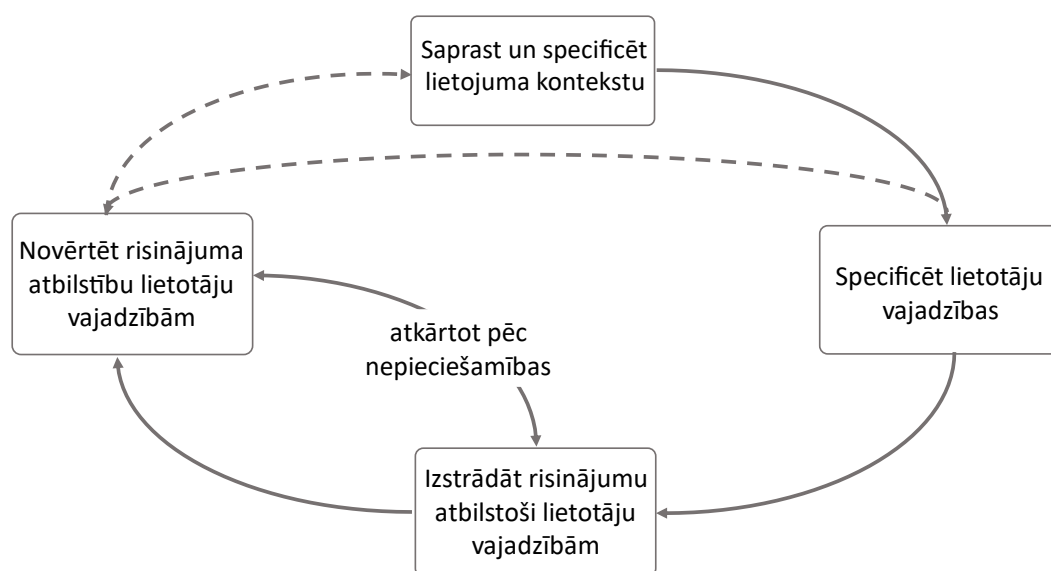 Saprast un specificēt
lietojuma kontekstu
Novērtēt risinājuma
atbilstību lietotāju
vajadzībām
Specificēt lietotāju
vajadzības
atkārtot pēc
nepieciešamības
Izstrādāt risinājumu
atbilstoši lietotāju
vajadzībām